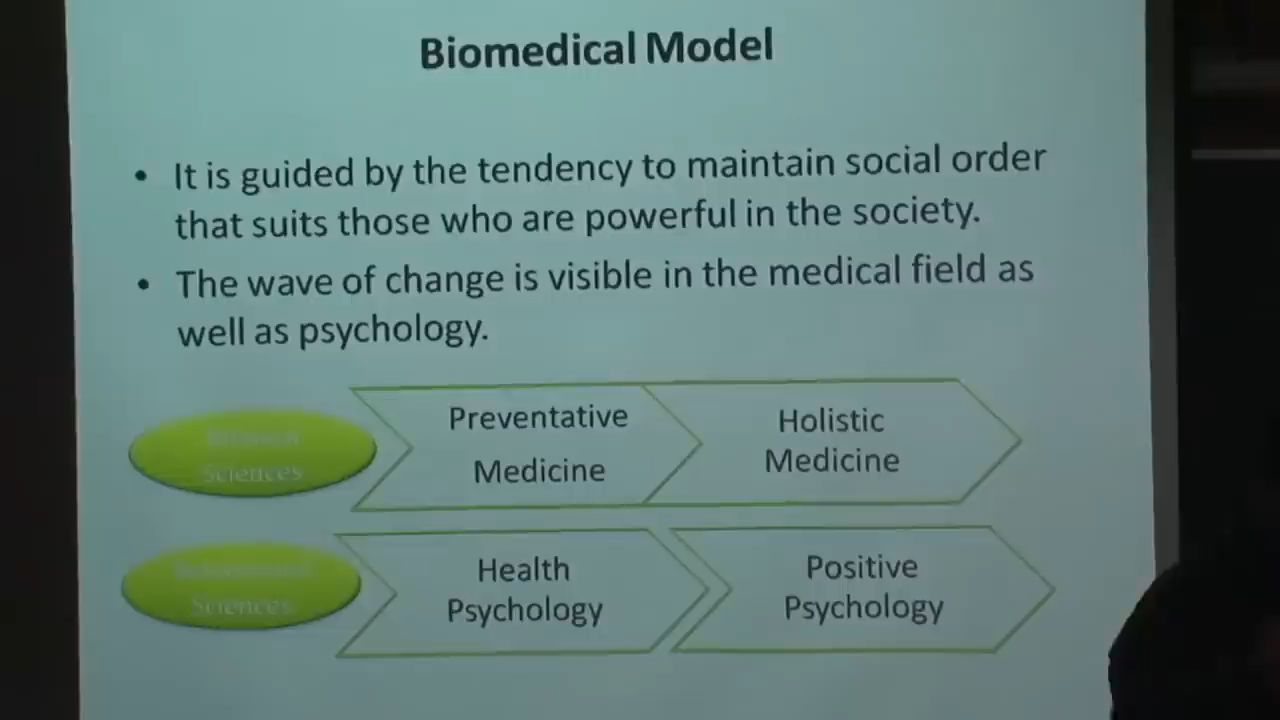 Biomedical Model
• It is guided by the tendency to maintain social order
that suits those who are powerful in the society.
• The wave of change is visible in the medical field as
well as psychology.
Sciences
Preventative
Medicine
Holistic
Medicine
Sciences
Health
Psychology
Positive
Psychology